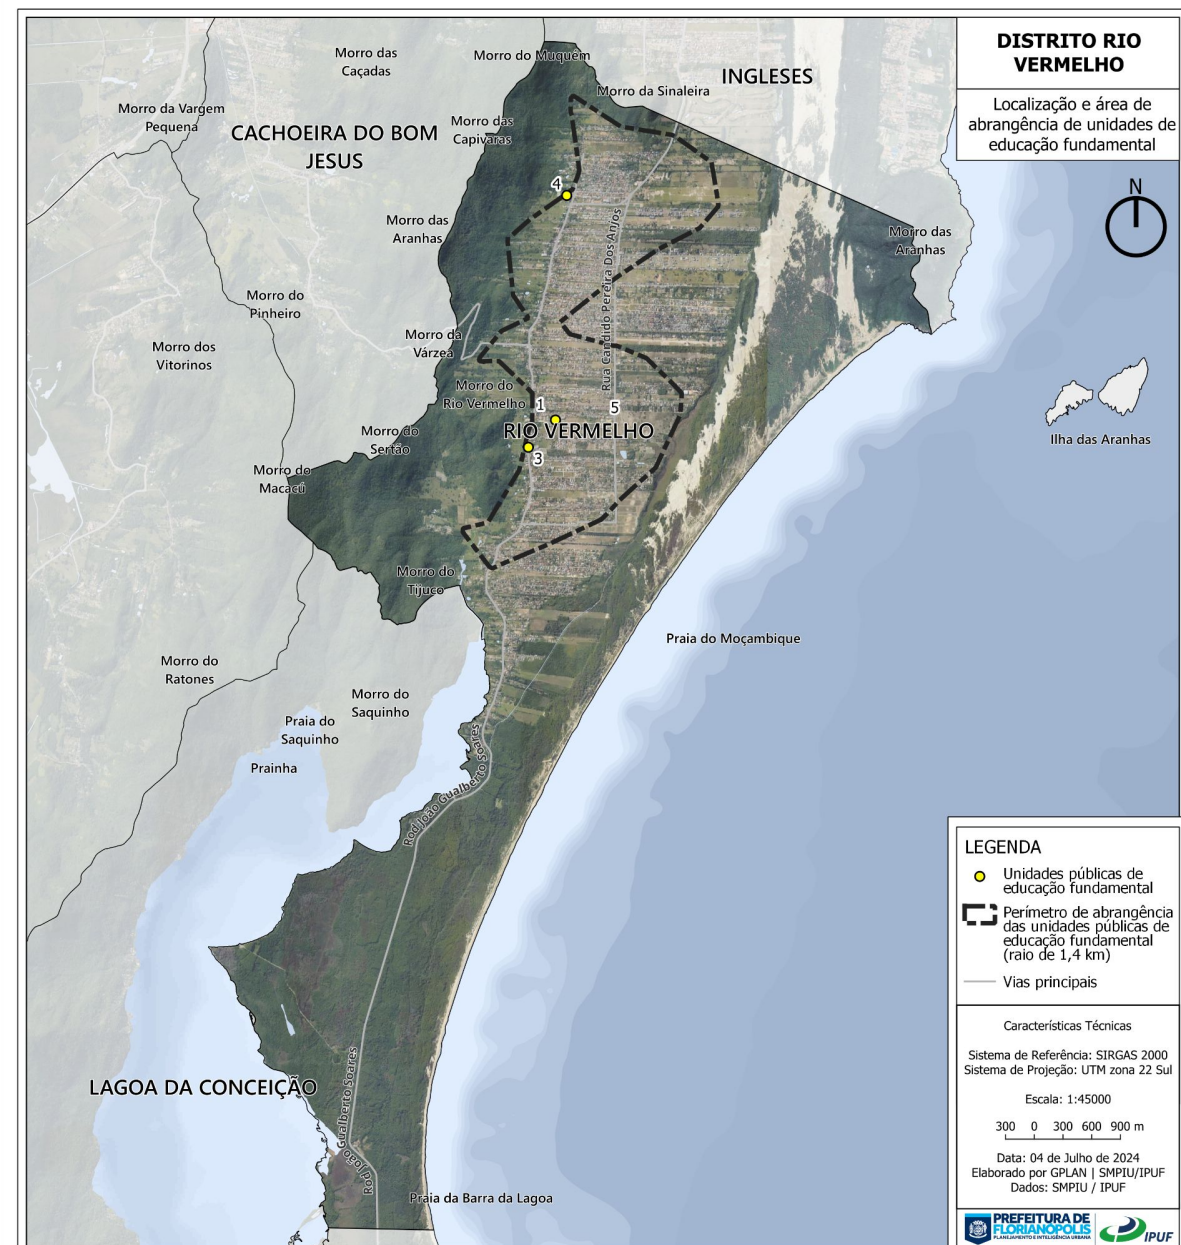 DISTRITO RIO
VERMELHO
Localização e área de
abrangência de unidades de
educação fundamental
N
Morro das
Caçadas
Morro do Muquém
INGLESES
Morro da Sinaleira
Morro da Vargem
Pequena
CACHOEIRA DO BOM
JESUS
Morro das
Capivaras
4
Morro das
Aranhas
Rua Candido Pereira Dos Anjos
Morro das
Aranhas
Morro do
Pinheiro
Morro da
Várzea
Morro dos
Vitorinos
Morro do
Rio Vermelho
1
5
RIO VERMELHO
3
Morro do
Sertão
Ilha das Aranhas
Morro do
Macacú
Morro do
Tijuco
Praia do Moçambique
Morro do
Ratones
Morro do
Saquinho
Praia do
Saquinho
Prainha
Rod João Gualberto Soares
LAGOA DA CONCEIÇÃO
Rod João Gualberto Soares
Praia da Barra da Lagoa
LEGENDA
Unidades públicas de
educação fundamental
Perímetro de abrangência
das unidades públicas de
educação fundamental
(raio de 1,4 km)
Vias principais
Características Técnicas
Sistema de Referência: SIRGAS 2000
Sistema de Projeção: UTM zona 22 Sul
Escala: 1:45000
300 0 300 600 900 m
Data: 04 de Julho de 2024
Elaborado por GPLAN | SMPIU/IPUF
Dados: SMPIU / IPUF
PREFEITURA DE
FLORIANÓPOLIS
PLANEJAMENTO E INTELIGÊNCIA URBANA
IPUF